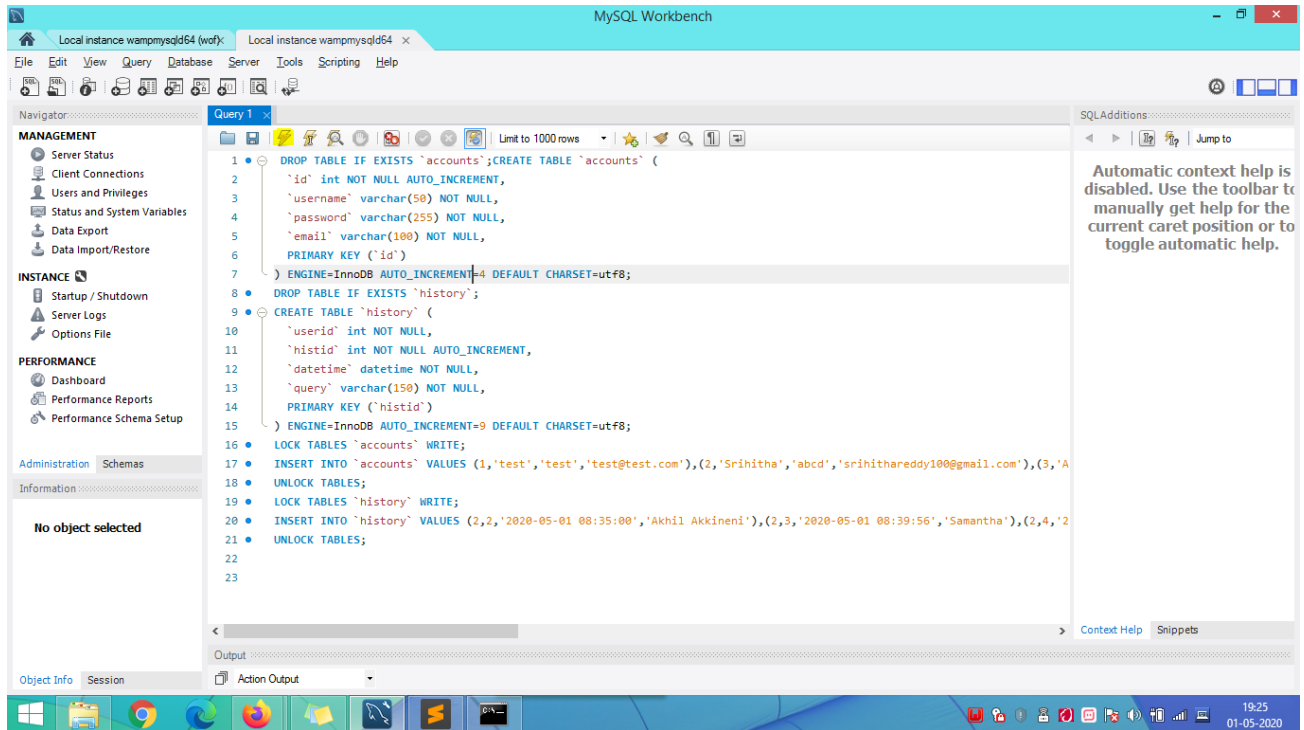 MySQL Workbench
Local instance wampmysqld64 (wof) Local instance wampmysqld64
File Edit View Query Database Server Tools Scripting Help
Navigator
MANAGEMENT
Server Status
Client Connections
Users and Privileges
Status and System Variables
Data Export
Data Import/Restore
INSTANCE
Startup / Shutdown
Server Logs
Options File
PERFORMANCE
Dashboard
Performance Reports
Performance Schema Setup
Administration Schemas
Information
No object selected
Object Info Session
Query 1
Limit to 1000 rows
1 DROP TABLE IF EXISTS `accounts`;CREATE TABLE `accounts` (
2 `id` int NOT NULL AUTO_INCREMENT,
3 `username` varchar(50) NOT NULL,
4 `password` varchar(255) NOT NULL,
5 `email` varchar(100) NOT NULL,
6 PRIMARY KEY (`id`)
7 ) ENGINE=InnoDB AUTO_INCREMENT=4 DEFAULT CHARSET=utf8;
8 DROP TABLE IF EXISTS `history`;
9 CREATE TABLE `history` (
10 `userid` int NOT NULL,
11 `histid` int NOT NULL AUTO_INCREMENT,
12 `datetime` datetime NOT NULL,
13 `query` varchar(150) NOT NULL,
14 PRIMARY KEY (`histid`)
15 ) ENGINE=InnoDB AUTO_INCREMENT=9 DEFAULT CHARSET=utf8;
16 LOCK TABLES `accounts` WRITE;
17 INSERT INTO `accounts` VALUES (1,'test','test','test@test.com'),(2,'Srihitha','abcd','srihithareddy100@gmail.com'),(3,'A
18 UNLOCK TABLES;
19 LOCK TABLES `history` WRITE;
20 INSERT INTO `history` VALUES (2,2,'2020-05-01 08:35:00','Akhil Akkineni'),(2,3,'2020-05-01 08:39:56','Samantha'),(2,4,'2
21 UNLOCK TABLES;
22
23
Output
Action Output
SQLAdditions
Jump to
Automatic context help is
disabled. Use the toolbar to
manually get help for the
current caret position or to
toggle automatic help.
Context Help Snippets
19:25
01-05-2020